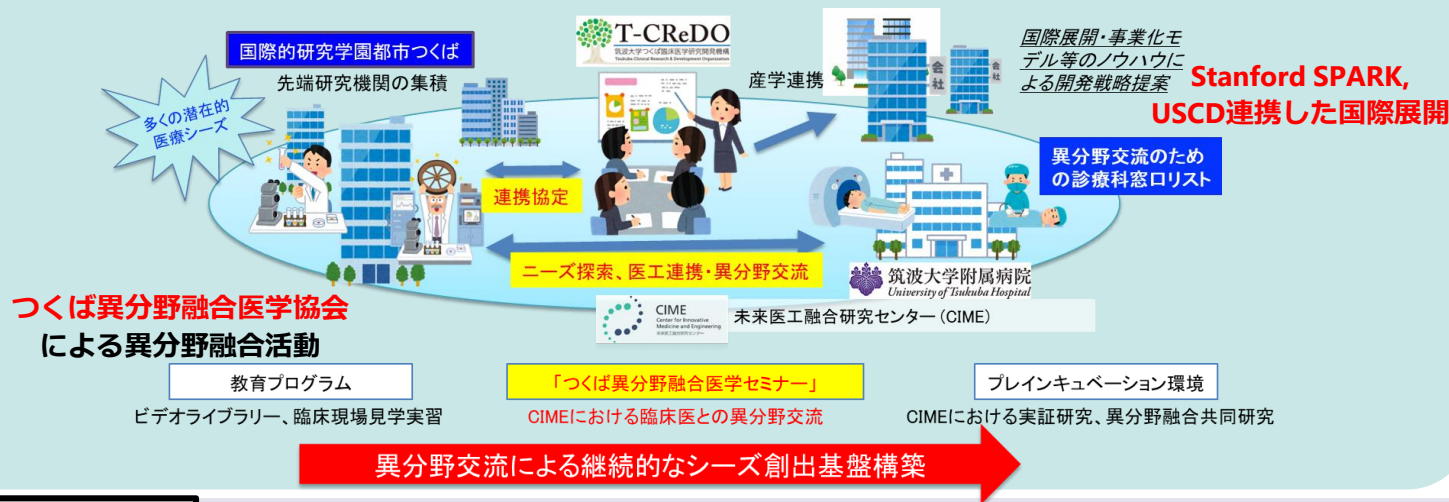 T-CReDO
筑波大学つくば臨床医学研究開発機構
Tsukuba Clinical Research & Development Organization
国際的研究学園都市つくば
先端研究機関の集積
多くの潜在的
医療シーズ
産学連携
会社
会社
国際展開・事業化モ
デル等のノウハウに
よる開発戦略提案
Stanford SPARK,
USCD連携した国際展開
異分野交流のため
の診療科窓口リスト
連携協定
ニーズ探索、医工連携・異分野交流
筑波大学附属病院
University of Tsukuba Hospital
CIME
Center for Innovative
Medicine and Engineering
未来医工融合研究センター
未来医工融合研究センター(CIME)
つくば異分野融合医学協会
による異分野融合活動
教育プログラム
ビデオライブラリー、臨床現場見学実習
「つくば異分野融合医学セミナー」
CIMEにおける臨床医との異分野交流
プレインキュベーション環境
CIMEにおける実証研究、異分野融合共同研究
異分野交流による継続的なシーズ創出基盤構築